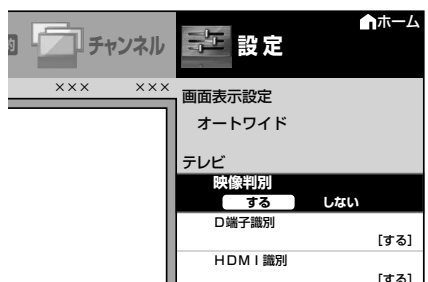 ホーム
的 チャンネル 設定
××× ×××
画面表示設定
オートワイド
テレビ
映像判別
する しない
D端子識別
[する]
HDMI識別
[する]